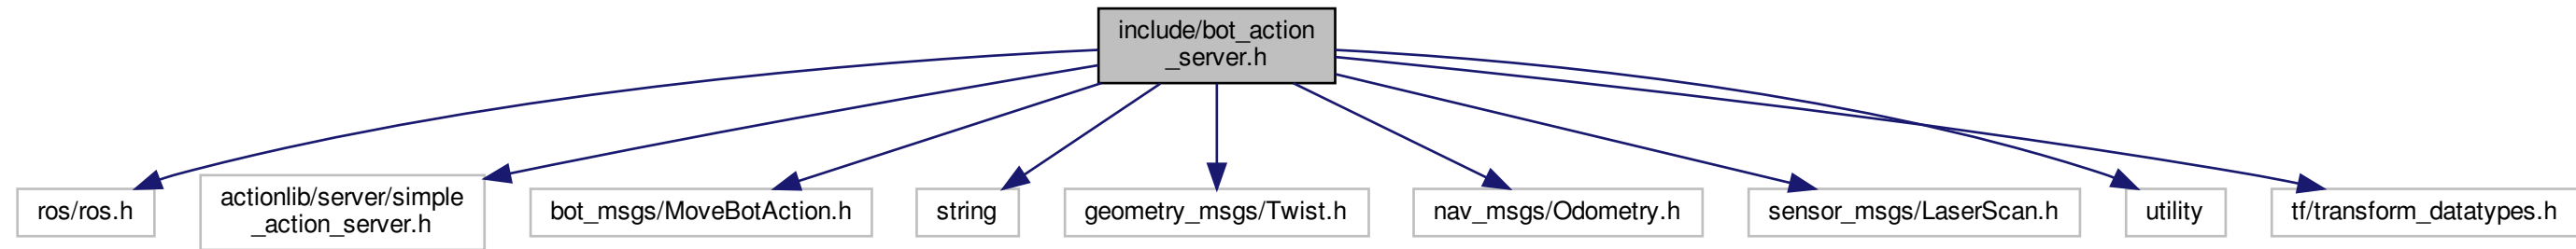 include/bot_action
_server.h
ros/ros.h
actionlib/server/simple
_action_server.h
bot_msgs/MoveBotAction.h
string
geometry_msgs/Twist.h
nav_msgs/Odometry.h
sensor_msgs/LaserScan.h
utility
tf/transform_datatypes.h